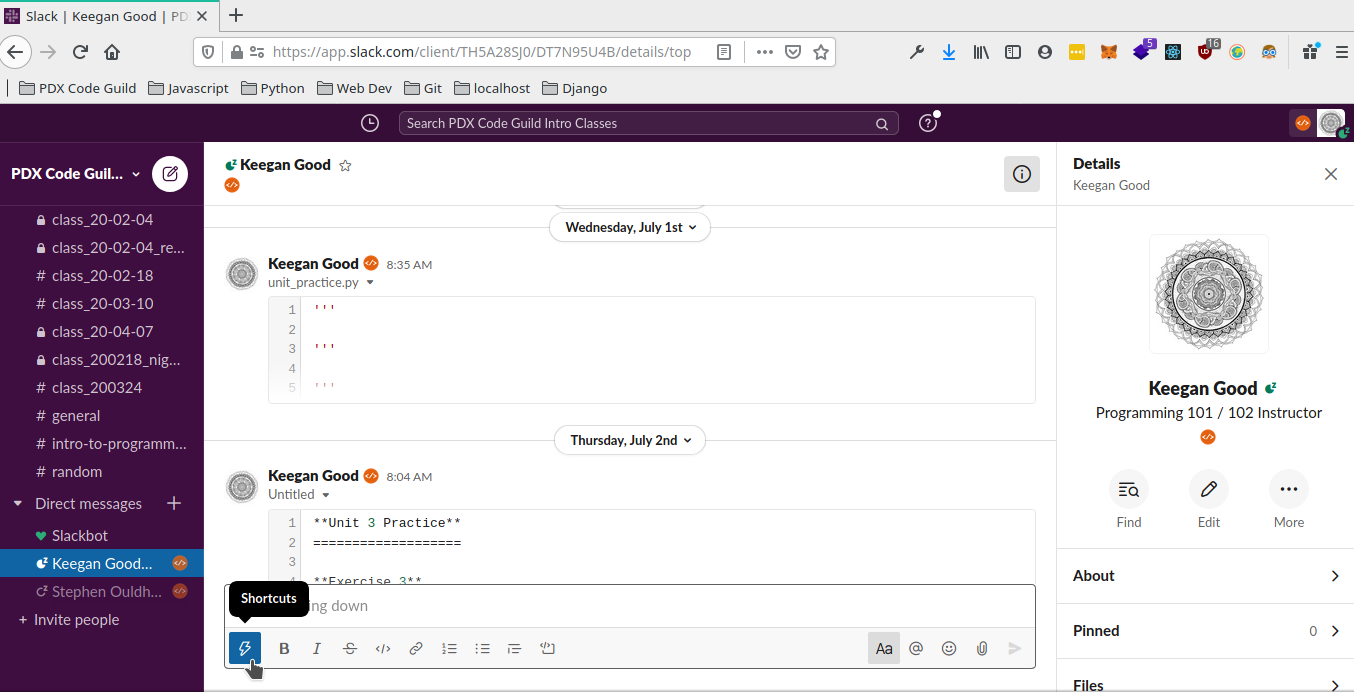 Slack | Keegan Good | PD
https://app.slack.com/client/TH5A28SJ0/DT7N95U4B/details/top
5
16
PDX Code Guild Javascript Python Web Dev Git localhost Django
Search PDX Code Guild Intro Classes
PDX Code Guil...
class_20-02-04
class_20-02-04_re...
# class_20-02-18
# class_20-03-10
class_20-04-07
class_200218_nig...
# class_200324
# general
# intro-to-programm...
# random
Direct messages +
Slackbot
Keegan Good...
Stephen Ouldh...
+ Invite people
Keegan Good
Wednesday, July 1st
Keegan Good 8:35 AM
unit_practice.py
1 '''
2
3 '''
4
5 '''
Thursday, July 2nd
Keegan Good 8:04 AM
Untitled
1 **Unit 3 Practice**
2 ===================
3
4 **Exercise 3**
Shortcuts
ing down
B I S </> Aa @
Details
Keegan Good
Keegan Good
Programming 101 / 102 Instructor
Find Edit More
About
Pinned 0
Files